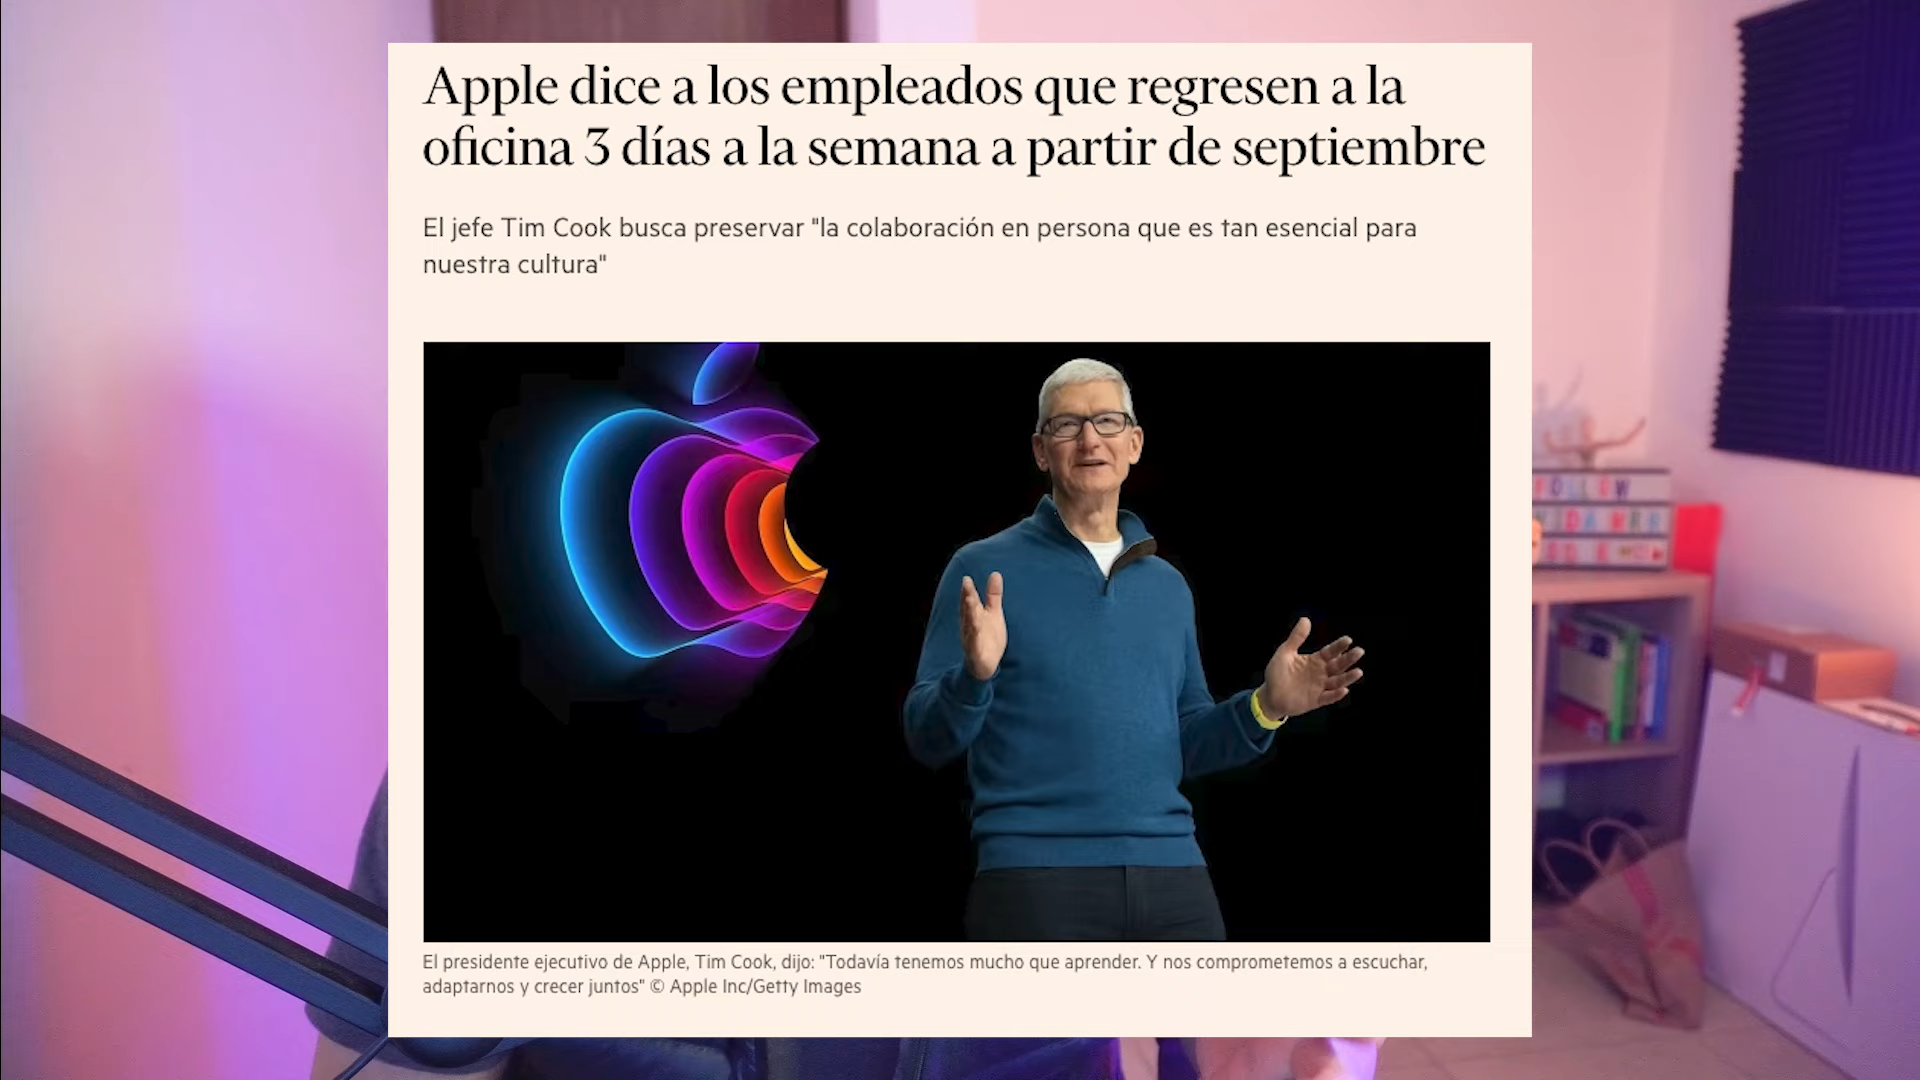 Apple dice a los empleados que regresen a la
oficina 3 días a la semana a partir de septiembre
El jefe Tim Cook busca preservar "la colaboración en persona que es tan esencial para
nuestra cultura"
El presidente ejecutivo de Apple, Tim Cook, dijo: "Todavía tenemos mucho que aprender. Y nos comprometemos a escuchar,
adaptarnos y crecer juntos" © Apple Inc/Getty Images